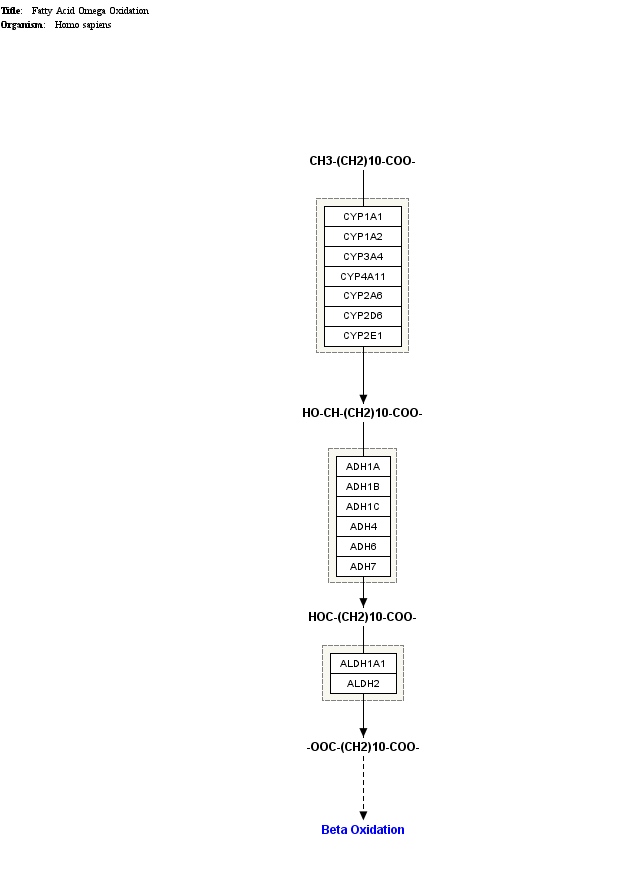 Title: Fatty Acid Omega Oxidation
Organism: Homo sapiens
CH3-(CH2)10-COO-
CYP1A1
CYP1A2
CYP3A4
CYP4A11
CYP2A6
CYP2D6
CYP2E1
HO-CH-(CH2)10-COO-
ADH1A
ADH1B
ADH1C
ADH4
ADH6
ADH7
HOC-(CH2)10-COO-
ALDH1A1
ALDH2
-OOC-(CH2)10-COO-
Beta Oxidation